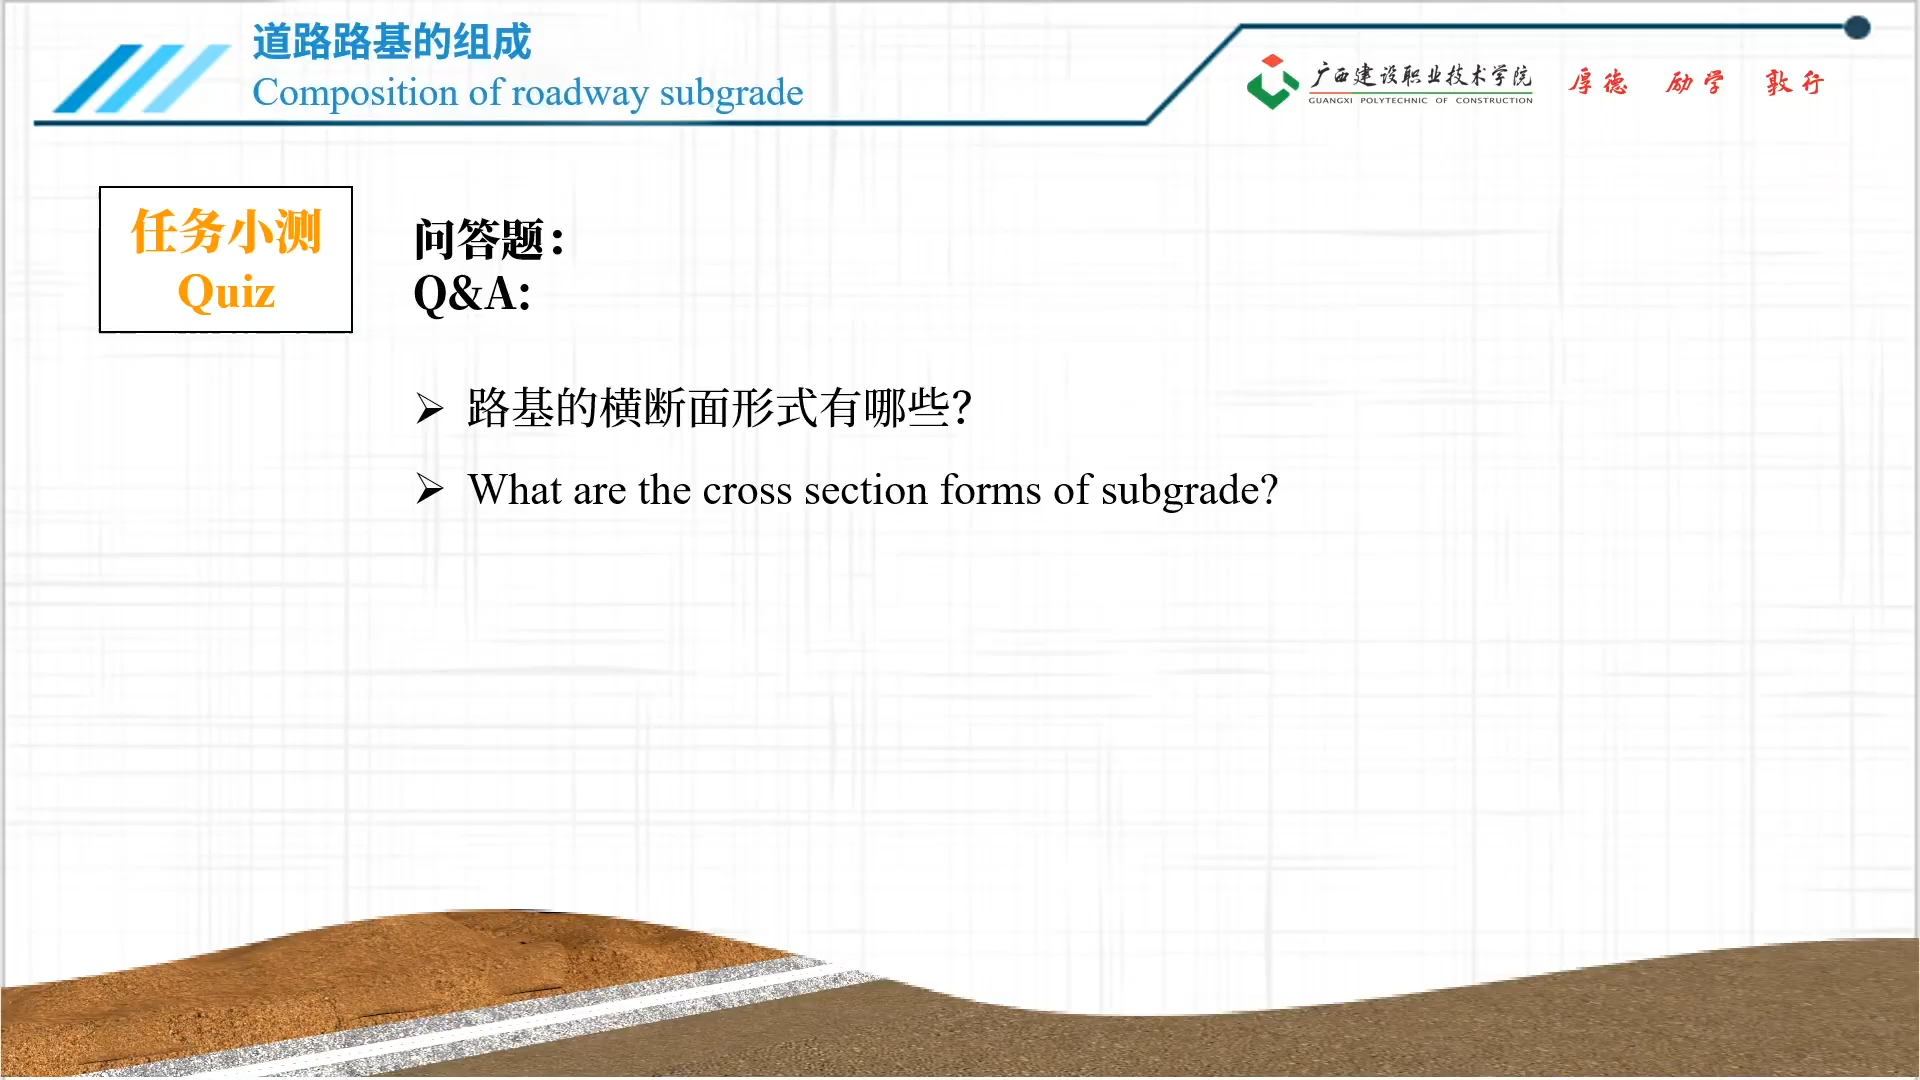 道路路基的组成
Composition of roadway subgrade
广西建设职业技术学院
GUANGXI POLYTECHNIC OF CONSTRUCTION
厚德 励学 敦行
任务小测
Quiz
问答题：
Q&A:
➢ 路基的横断面形式有哪些？
➢ What are the cross section forms of subgrade?